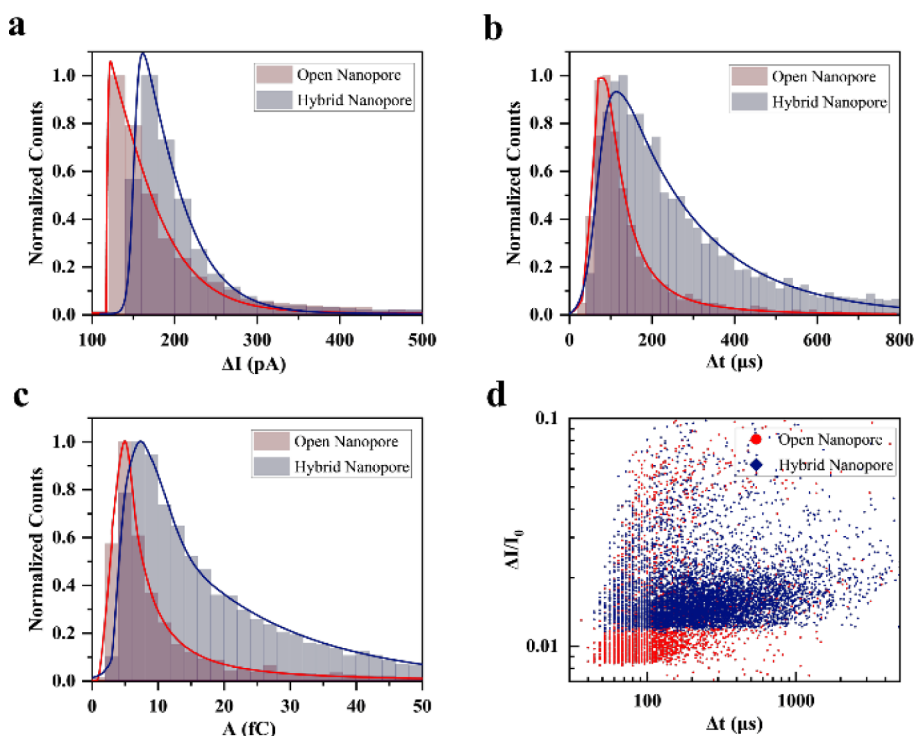 a
Normalized Counts
1.0
0.8
0.6
0.4
0.2
0.0
Open Nanopore
Hybrid Nanopore
100 200 300 400 500
ΔI (pA)
b
Normalized Counts
1.0
0.8
0.6
0.4
0.2
0.0
Open Nanopore
Hybrid Nanopore
0 200 400 600 800
Δt (μs)
c
Normalized Counts
1.0
0.8
0.6
0.4
0.2
0.0
Open Nanopore
Hybrid Nanopore
0 10 20 30 40 50
A (fC)
d
ΔI/I₀
0.1
0.01
Open Nanopore
Hybrid Nanopore
100 1000
Δt (μs)